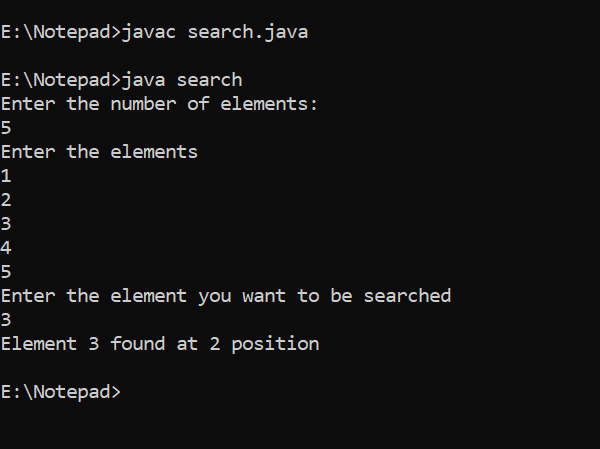 E:\Notepad>javac search.java
E:\Notepad>java search
Enter the number of elements:
5
Enter the elements
1
2
3
4
5
Enter the element you want to be searched
3
Element 3 found at 2 position
E:\Notepad>